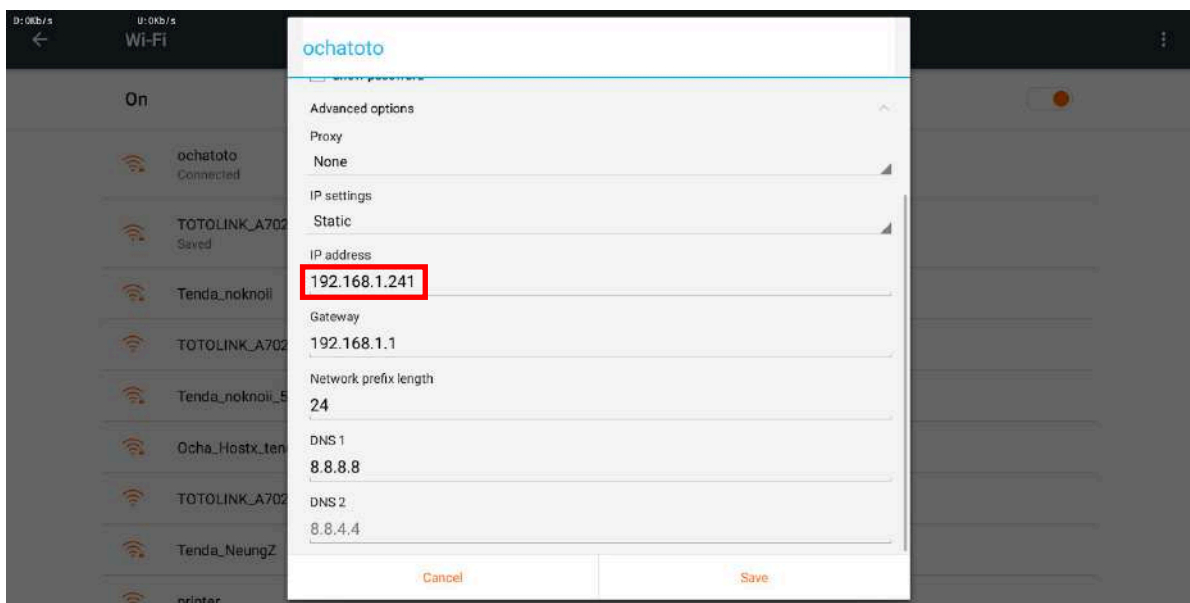 D:0Kb/s U:0Kb/s
Wi-Fi
On
ochatoto
Connected
TOTOLINK_A702
Saved
Tenda_noknoii
TOTOLINK_A702
Tenda_noknoii_5
Ocha_Hostx_ten
TOTOLINK_A702
Tenda_NeungZ
printer
ochatoto
Show password
Advanced options
Proxy
None
IP settings
Static
IP address
192.168.1.241
Gateway
192.168.1.1
Network prefix length
24
DNS 1
8.8.8.8
DNS 2
8.8.4.4
Cancel Save